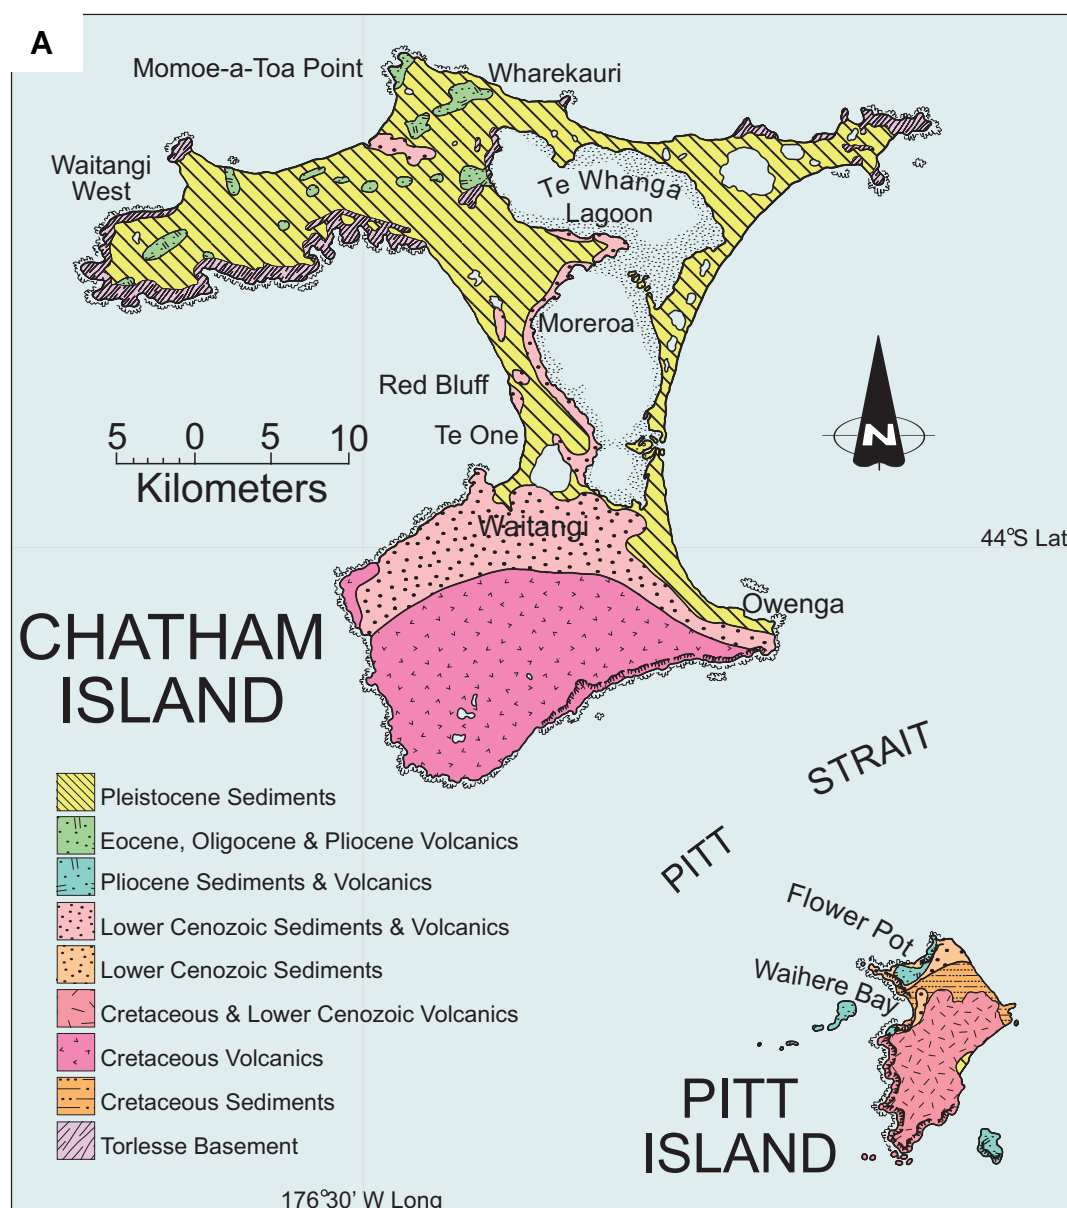 A
Momoe-a-Toa Point
Wharekauri
Waitangi
West
Te Whanga
Lagoon
Moreroa
Red Bluff
Te One
5 0 5 10
Kilometers
N
Waitangi
44°S Lat
Owenga
CHATHAM
ISLAND
PITT STRAIT
Pleistocene Sediments
Eocene, Oligocene & Pliocene Volcanics
Pliocene Sediments & Volcanics
Lower Cenozoic Sediments & Volcanics
Lower Cenozoic Sediments
Cretaceous & Lower Cenozoic Volcanics
Cretaceous Volcanics
Cretaceous Sediments
Torlesse Basement
Flower Pot
Waihere Bay
PITT
ISLAND
176°30' W Long